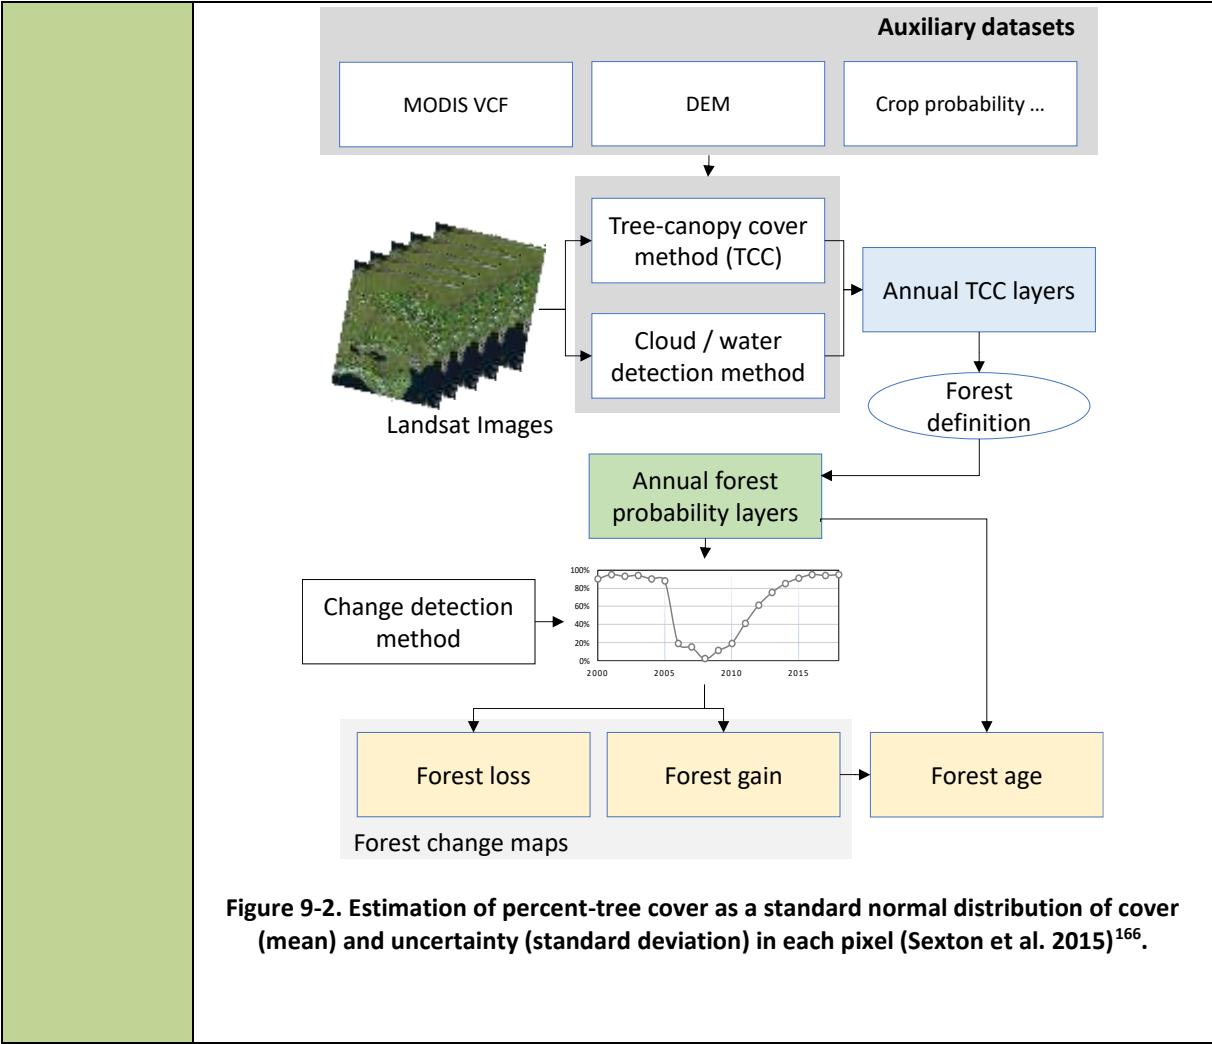 Auxiliary datasets
MODIS VCF
DEM
Crop probability ...
Tree-canopy cover
method (TCC)
Cloud / water
detection method
Landsat Images
Annual TCC layers
Forest
definition
Annual forest
probability layers
Change detection
method
100%
80%
60%
40%
20%
0%
2000
2005
2010
2015
Forest loss
Forest gain
Forest age
Forest change maps
Figure 9-2. Estimation of percent-tree cover as a standard normal distribution of cover
(mean) and uncertainty (standard deviation) in each pixel (Sexton et al. 2015)166.